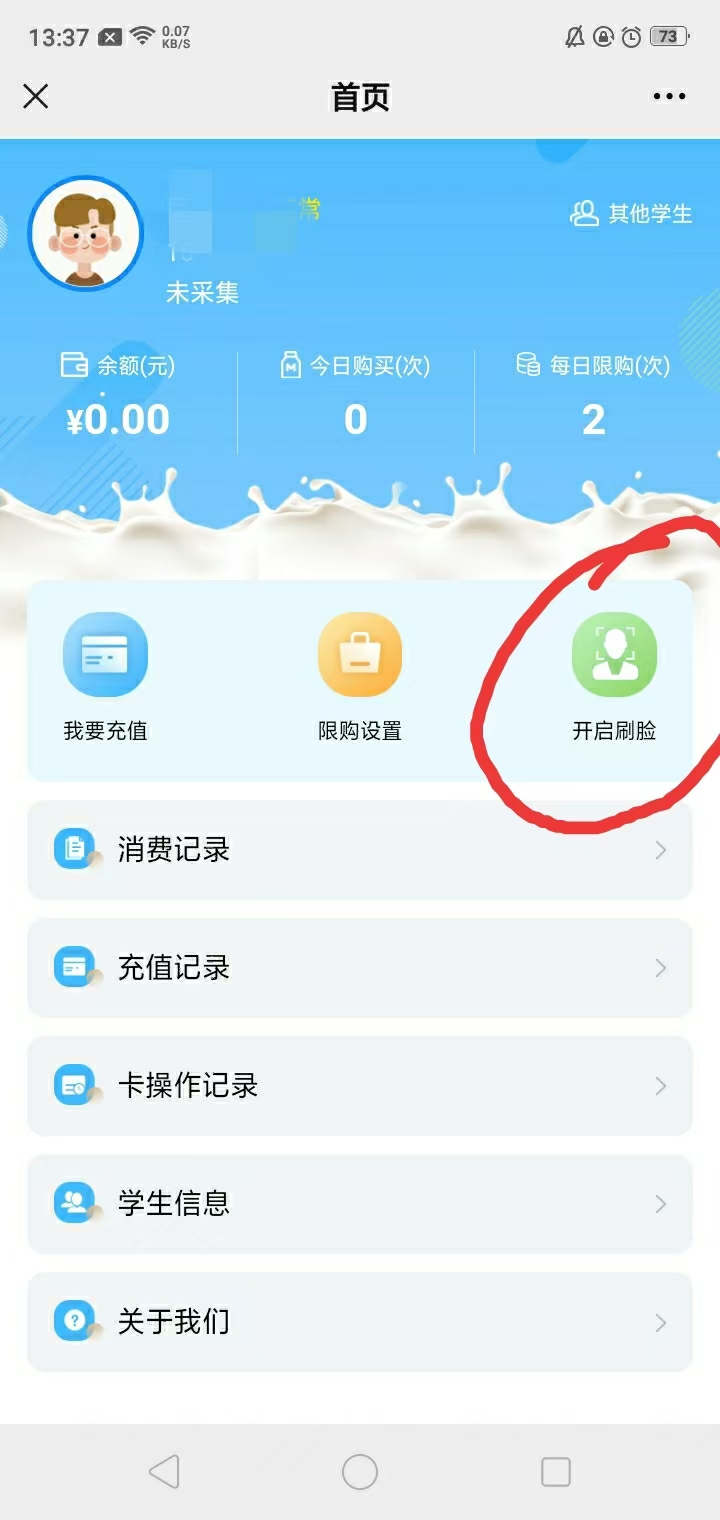 13:37 0.07 KB/S 73
首页
常
其他学生
未采集
余额(元) 今日购买(次) 每日限购(次)
¥0.00 0 2
我要充值 限购设置 开启刷脸
消费记录
充值记录
卡操作记录
学生信息
关于我们